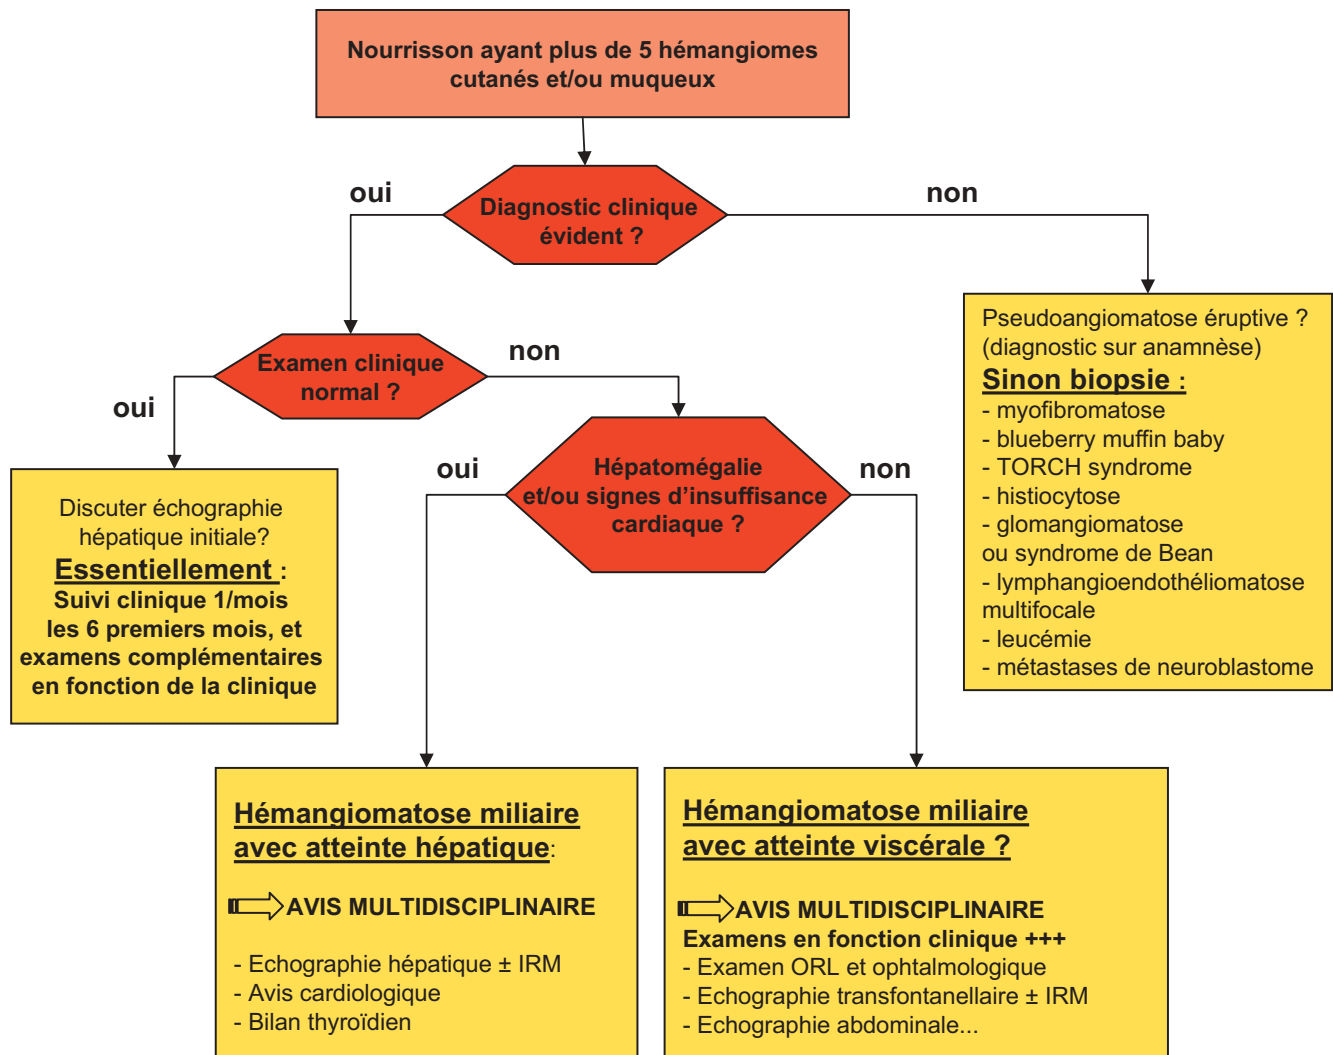 Nourrisson ayant plus de 5 hémangiomes
cutanés et/ou muqueux
oui
non
Diagnostic clinique
évident ?
Pseudoangiomatose éruptive ?
(diagnostic sur anamnèse)
Sinon biopsie :
- myofibromatose
- blueberry muffin baby
- TORCH syndrome
- histiocytose
- glomangiomatose
ou syndrome de Bean
- lymphangioendothéliomatose
multifocale
- leucémie
- métastases de neuroblastome
Examen clinique
normal ?
non
oui
Discuter échographie
hépatique initiale?
Essentiellement :
Suivi clinique 1/mois
les 6 premiers mois, et
examens complémentaires
en fonction de la clinique
oui
non
Hépatomégalie
et/ou signes d'insuffisance
cardiaque ?
Hémangiomatose miliaire
avec atteinte hépatique:
AVIS MULTIDISCIPLINAIRE
- Echographie hépatique ± IRM
- Avis cardiologique
- Bilan thyroïdien
Hémangiomatose miliaire
avec atteinte viscérale ?
AVIS MULTIDISCIPLINAIRE
Examens en fonction clinique +++
- Examen ORL et ophtalmologique
- Echographie transfontanellaire ± IRM
- Echographie abdominale...